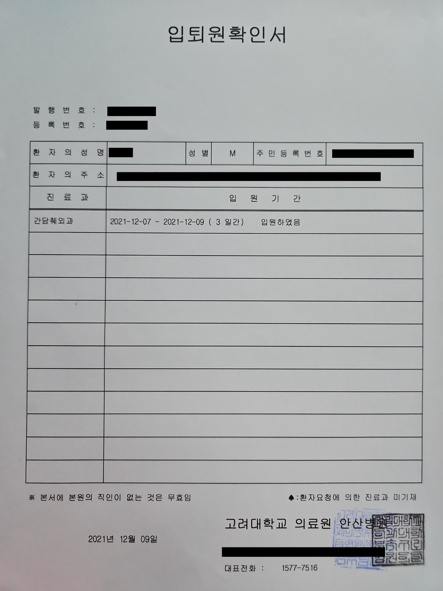 입퇴원확인서
발 행 번 호 :
등 록 번 호 :
환 자 의 성 명 성 별 M 주 민 등 록 번 호
환 자 의 주 소
진 료 과 입 원 기 간
간담췌외과 2021-12-07 - 2021-12-09 ( 3 일간) 입원하였음
※ 본서에 본원의 직인이 없는 것은 무효임 ♠:환자요청에 의한 진료과 미기재
고려대학교 의료원 안산병원
2021년 12월 09일
대표전화 : 1577-7516